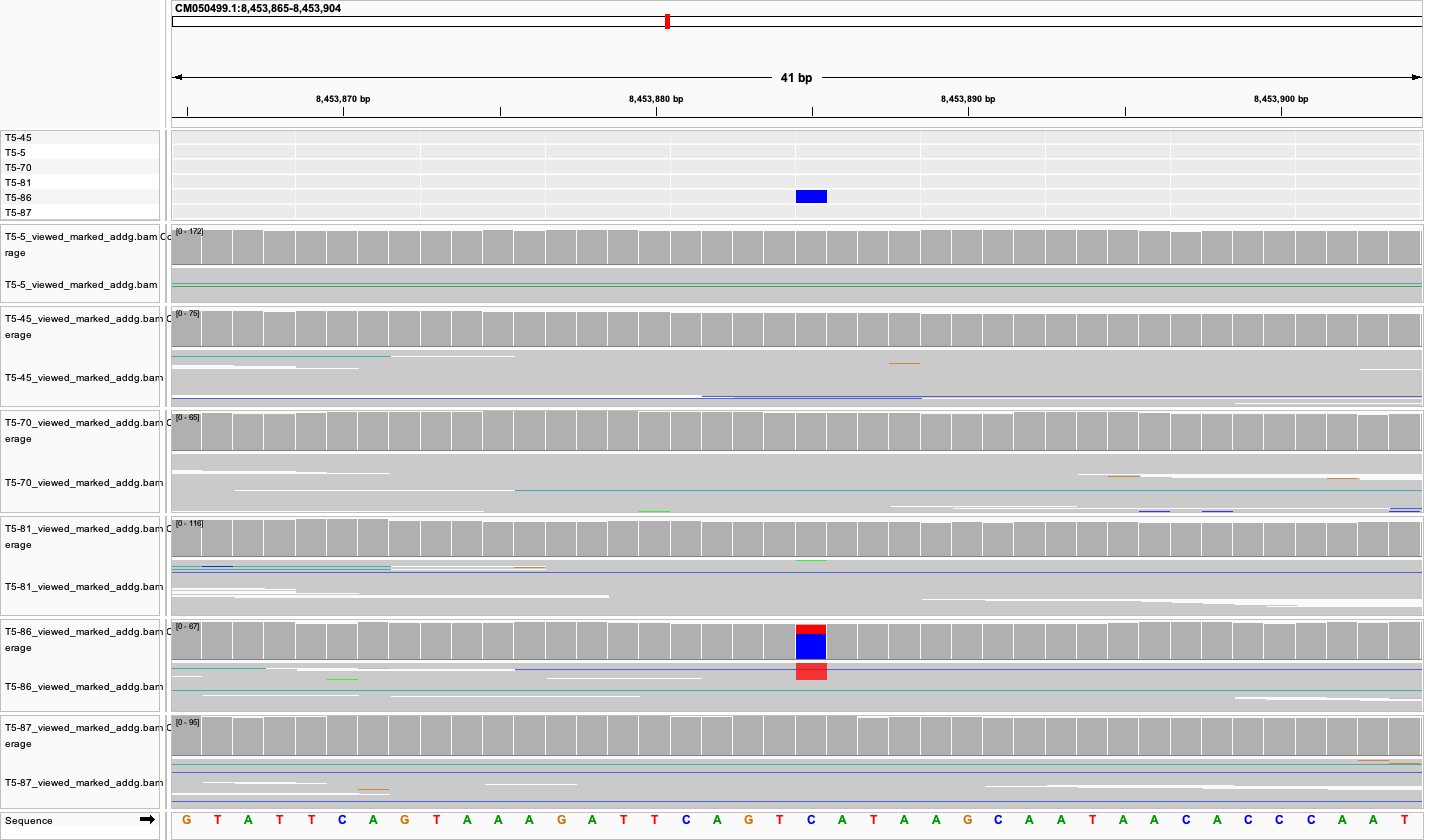 CM050499.1:8,453,865-8,453,904
41 bp
8,453,870 bp 8,453,880 bp 8,453,890 bp 8,453,900 bp
T5-45
T5-5
T5-70
T5-81
T5-86
T5-87
T5-5_viewed_marked_addg.bam Co
rage
[0 - 172]
T5-5_viewed_marked_addg.bam
T5-45_viewed_marked_addg.bam C
erage
[0 - 75]
T5-45_viewed_marked_addg.bam
T5-70_viewed_marked_addg.bam C
erage
[0 - 65]
T5-70_viewed_marked_addg.bam
T5-81_viewed_marked_addg.bam C
erage
[0 - 116]
T5-81_viewed_marked_addg.bam
T5-86_viewed_marked_addg.bam C
erage
[0 - 67]
T5-86_viewed_marked_addg.bam
T5-87_viewed_marked_addg.bam C
erage
[0 - 95]
T5-87_viewed_marked_addg.bam
Sequence G T A T T C A G T A A A G A T T C A G T C A T A A G C A A T A A C A C C C A A T